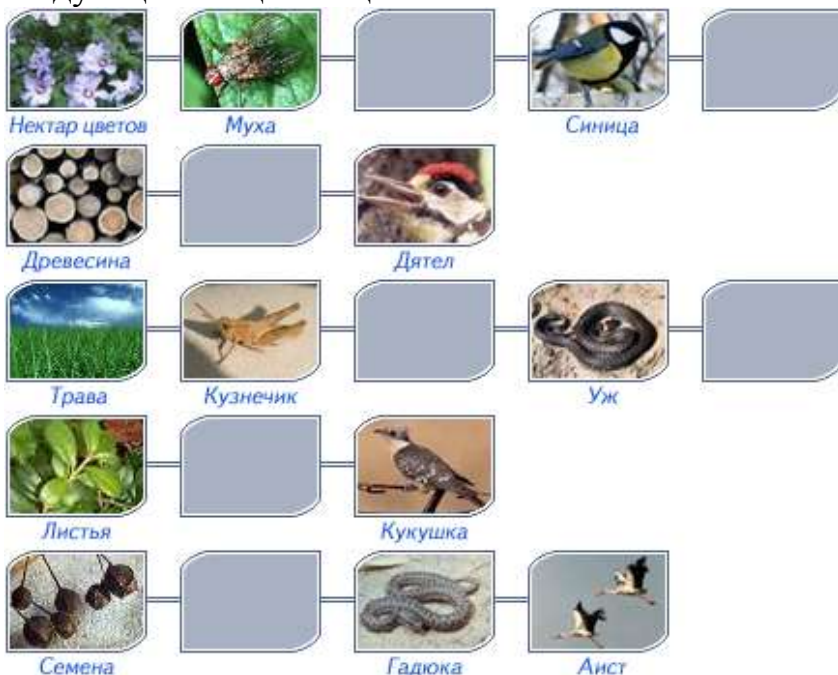 Нектар цветов Муха Синица
Древесина Дятел
Трава Кузнечик Уж
Листья Кукушка
Семена Гадюка Аист